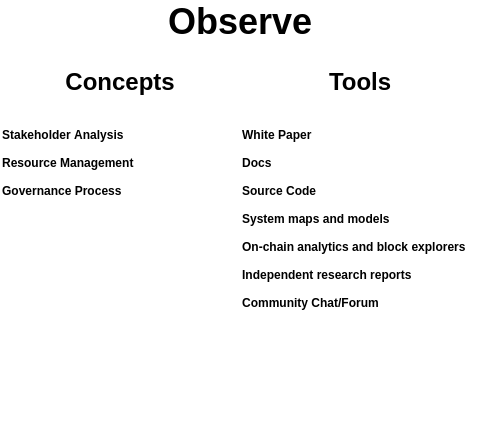 Observe
Concepts
Stakeholder Analysis
Resource Management
Governance Process
Tools
White Paper
Docs
Source Code
System maps and models
On-chain analytics and block explorers
Independent research reports
Community Chat/Forum